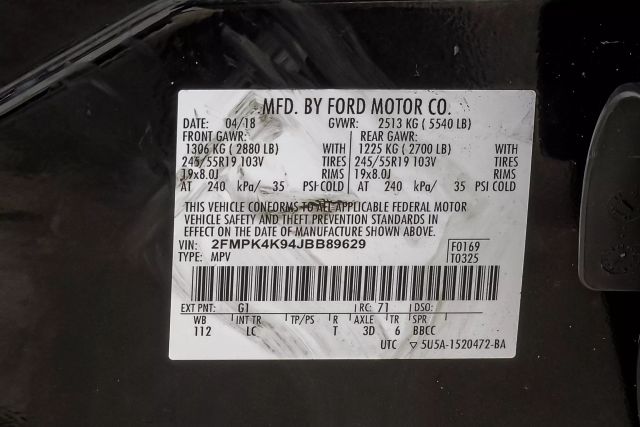 MFD. BY FORD MOTOR CO.
DATE: 04/18 GVWR: 2513 KG ( 5540 LB)
FRONT GAWR: REAR GAWR:
1306 KG ( 2880 LB) WITH 1225 KG ( 2700 LB) WITH
245/55R19 103V TIRES 245/55R19 103V TIRES
19x8.0J RIMS 19x8.0J RIMS
AT 240 kPa/ 35 PSI COLD AT 240 kPa/ 35 PSI COLD
THIS VEHICLE CONFORMS TO ALL APPLICABLE FEDERAL MOTOR
VEHICLE SAFETY AND THEFT PREVENTION STANDARDS IN
EFFECT ON THE DATE OF MANUFACTURE SHOWN ABOVE.
VIN: 2FMPK4K94JBB89629 F0169
TYPE: MPV T0325
EXT PNT: G1 RC: 71 DSO:
WB INT TR TP/PS R AXLE TR SPR
112 LC T 3D 6 BBCC
UTC ▽ 5U5A-1520472-BA